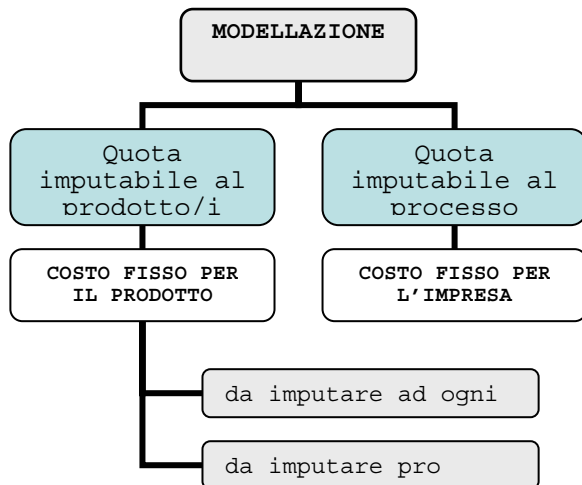 MODELLAZIONE
Quota
imputabile al
prodotto/i
Quota
imputabile al
processo
COSTO FISSO PER
IL PRODOTTO
COSTO FISSO PER
L'IMPRESA
da imputare ad ogni
da imputare pro